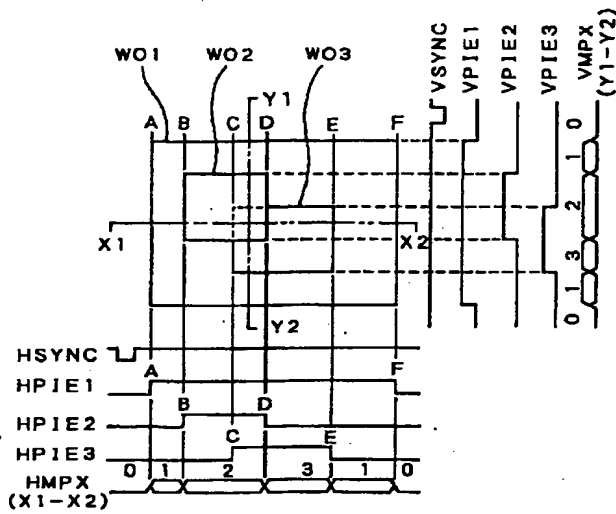 WO1 WO2 WO3
VSYNC
VPIE1
VPIE2
VPIE3
VMPX
(Y1-Y2)
Y1
A B C D E F
X1 X2
Y2
0 1 2 3 1 0
HSYNC
A F
HPIE1
B D
HPIE2
C E
HPIE3
0 1 2 3 1 0
HMPX
(X1-X2)